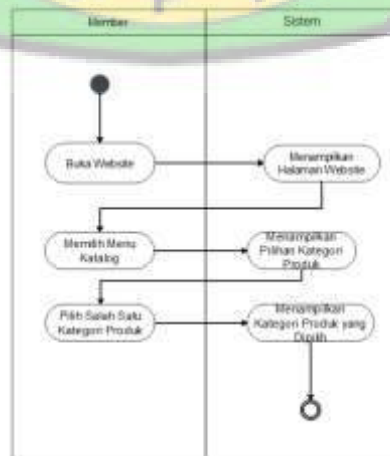 Member
Sistem
Buka Website
Menampilkan
Halaman Website
Memilih Menu
Katalog
Menampilkan
Pilihan Kategori
Produk
Pilih Salah Satu
Kategori Produk
Menampilkan
Kategori Produk yang
Dipilih